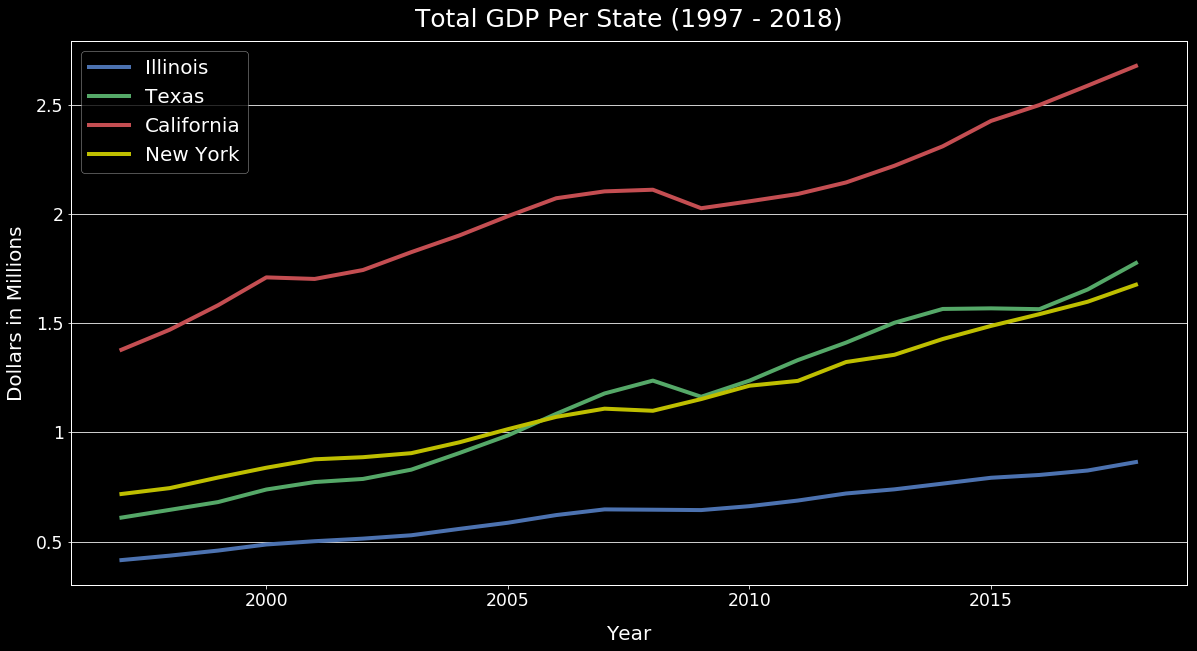 Total GDP Per State (1997 - 2018)
Illinois
Texas
California
New York
Dollars in Millions
2.5
2
1.5
1
0.5
2000
2005
2010
2015
Year